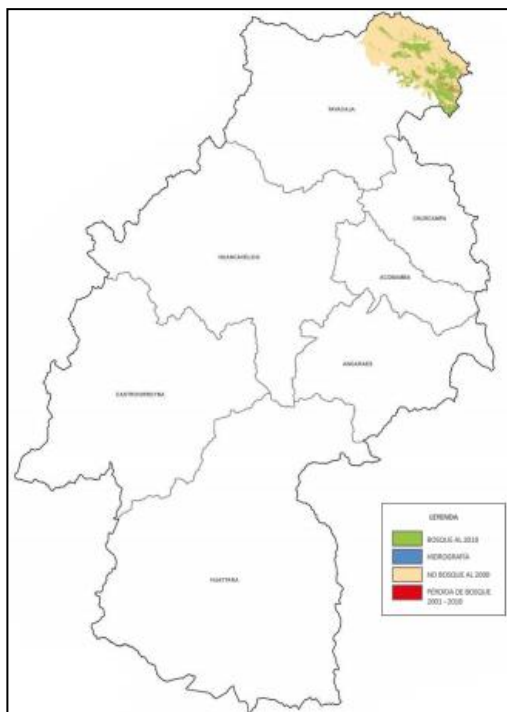 TAYACAJA
CHURCAMPA
HUANCAVELICA
ACOBAMBA
ANGARAES
CASTROVIRREYNA
HUAYTARA
LEYENDA
BOSQUE AL 2010
HIDROGRAFÍA
NO BOSQUE AL 2000
PÉRDIDA DE BOSQUE
2001 - 2010